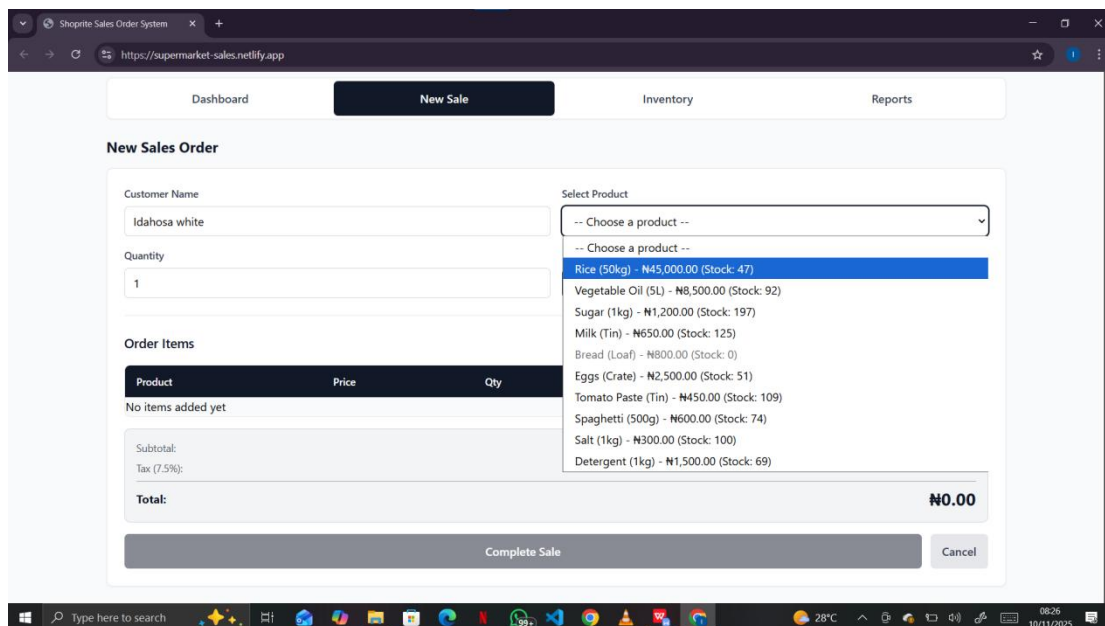 Shoprite Sales Order System
https://supermarket-sales.netlify.app
Dashboard New Sale Inventory Reports
New Sales Order
Customer Name
Idahosa white
Select Product
-- Choose a product --
-- Choose a product --
Rice (50kg) - ₦45,000.00 (Stock: 47)
Vegetable Oil (5L) - ₦8,500.00 (Stock: 92)
Sugar (1kg) - ₦1,200.00 (Stock: 197)
Milk (Tin) - ₦650.00 (Stock: 125)
Bread (Loaf) - ₦800.00 (Stock: 0)
Eggs (Crate) - ₦2,500.00 (Stock: 51)
Tomato Paste (Tin) - ₦450.00 (Stock: 109)
Spaghetti (500g) - ₦600.00 (Stock: 74)
Salt (1kg) - ₦300.00 (Stock: 100)
Detergent (1kg) - ₦1,500.00 (Stock: 69)
Quantity
1
Order Items
Product Price Qty
No items added yet
Subtotal:
Tax (7.5%):
Total: ₦0.00
Complete Sale Cancel
Type here to search
99+
28°C
08:26
10/11/2025